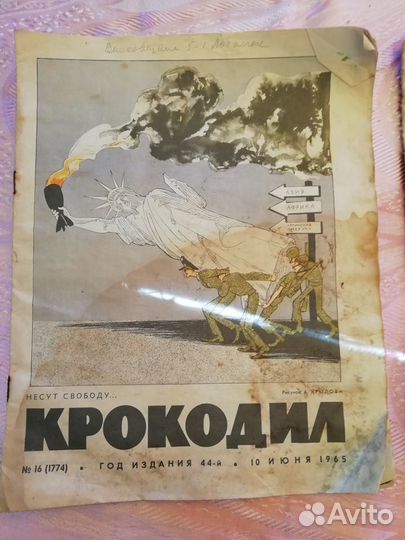 АЗИЯ
АФРИКА
НЕСУТ СВОБОДУ...
Рисунок А. КРЫЛОВА
КРОКОДИЛ
№ 16 (1774) • ГОД ИЗДАНИЯ 44-й • 10 ИЮНЯ 1965
Avito